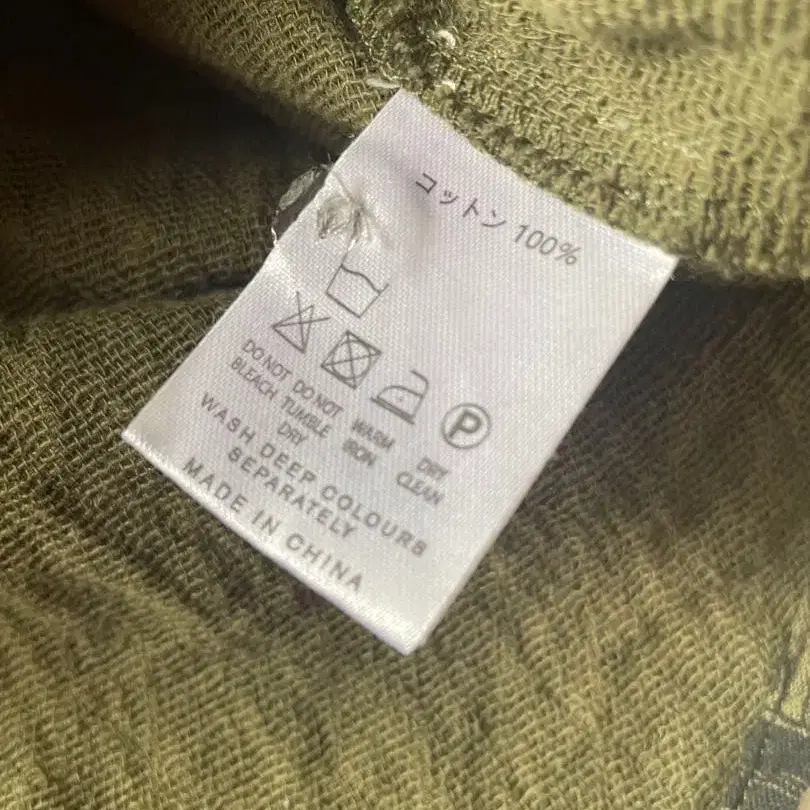 コットン 100%
P
DO NOT DO NOT WARM DRY
BLEACH TUMBLE IRON CLEAN
DRY
WASH DEEP COLOURS
SEPARATELY
MADE IN CHINA